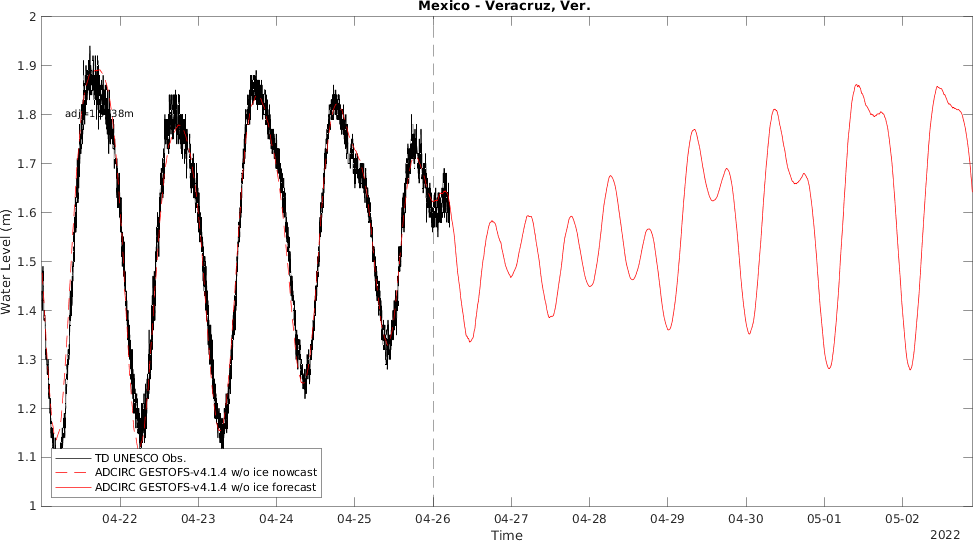 Mexico - Veracruz, Ver.
2
1.9
1.8
1.7
1.6
1.5
1.4
1.3
1.2
1.1
1
Water Level (m)
TD UNESCO Obs.
ADCIRC GESTOFS-v4.1.4 w/o ice nowcast
ADCIRC GESTOFS-v4.1.4 w/o ice forecast
04-22 04-23 04-24 04-25 04-26 04-27 04-28 04-29 04-30 05-01 05-02
Time
2022